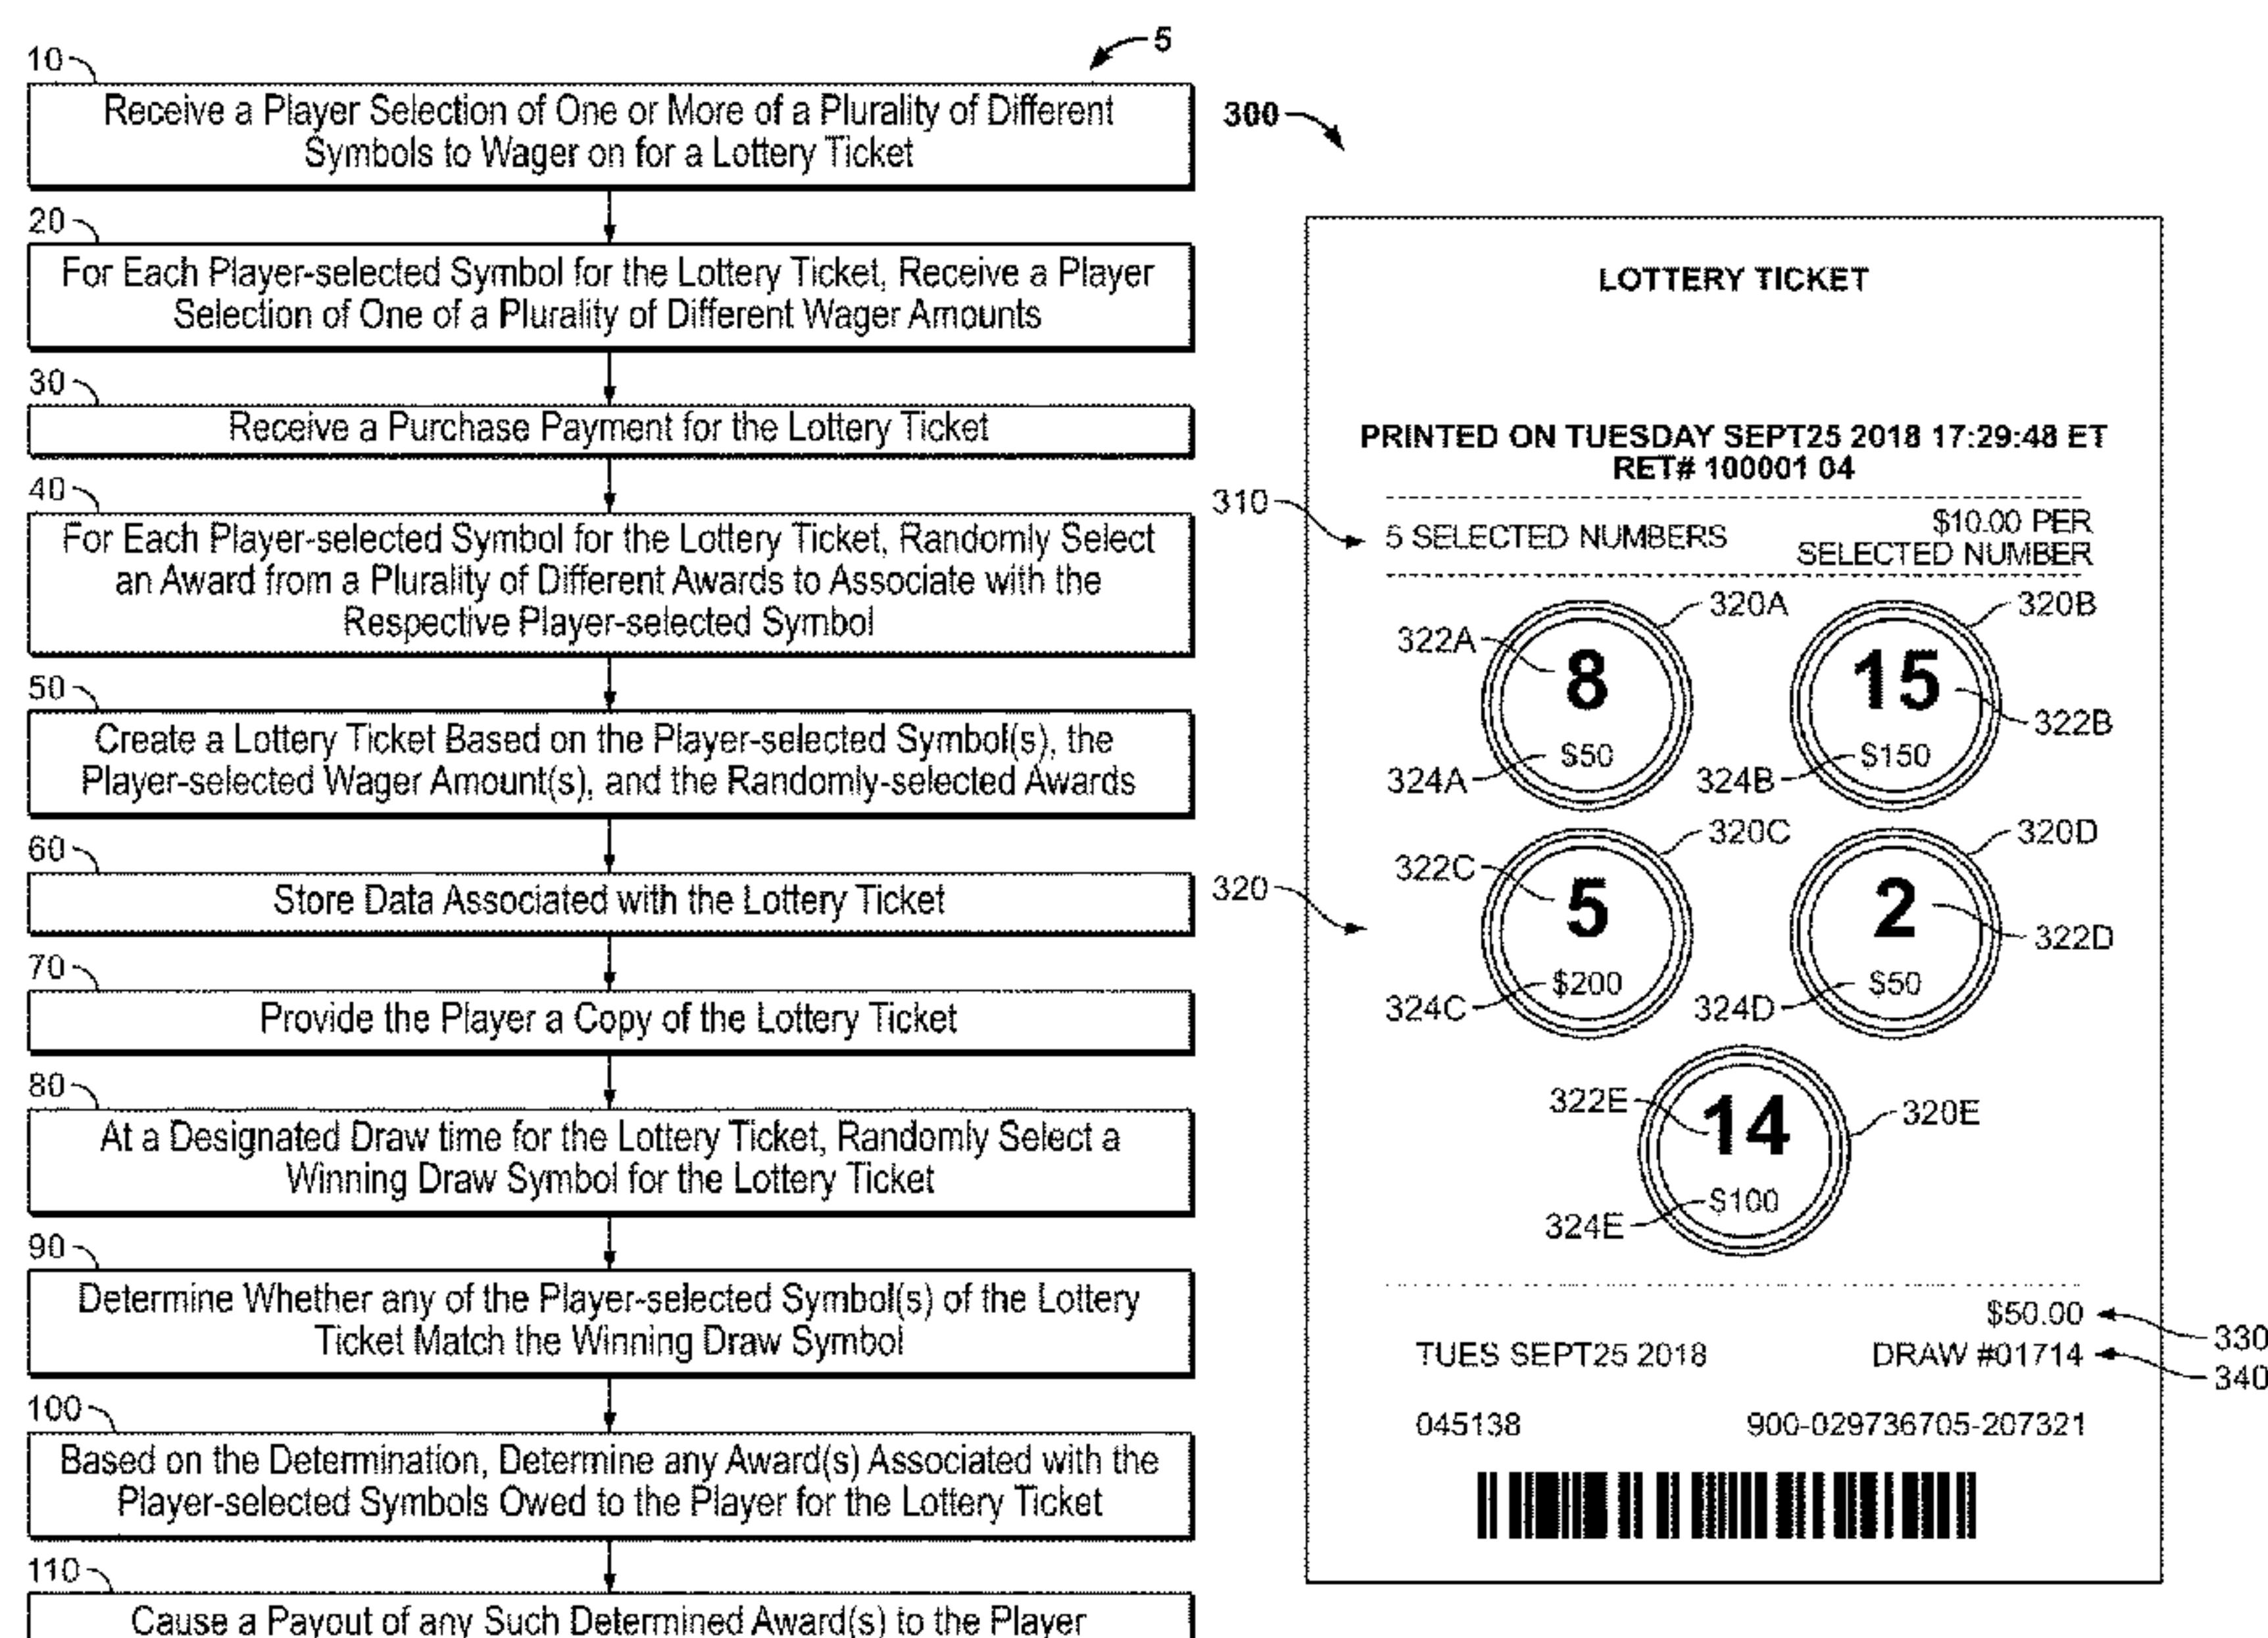 5
10
Receive a Player Selection of One or More of a Plurality of Different
Symbols to Wager on for a Lottery Ticket
20
For Each Player-selected Symbol for the Lottery Ticket, Receive a Player
Selection of One of a Plurality of Different Wager Amounts
30
Receive a Purchase Payment for the Lottery Ticket
40
For Each Player-selected Symbol for the Lottery Ticket, Randomly Select
an Award from a Plurality of Different Awards to Associate with the
Respective Player-selected Symbol
50
Create a Lottery Ticket Based on the Player-selected Symbol(s), the
Player-selected Wager Amount(s), and the Randomly-selected Awards
60
Store Data Associated with the Lottery Ticket
70
Provide the Player a Copy of the Lottery Ticket
80
At a Designated Draw time for the Lottery Ticket, Randomly Select a
Winning Draw Symbol for the Lottery Ticket
90
Determine Whether any of the Player-selected Symbol(s) of the Lottery
Ticket Match the Winning Draw Symbol
100
Based on the Determination, Determine any Award(s) Associated with the
Player-selected Symbols Owed to the Player for the Lottery Ticket
110
Cause a Payout of any Such Determined Award(s) to the Player
300
LOTTERY TICKET
PRINTED ON TUESDAY SEPT25 2018 17:29:48 ET
RET# 100001 04
310
5 SELECTED NUMBERS
$10.00 PER
SELECTED NUMBER
320A
320B
322A
8
15
322B
324A
$50
324B
$150
320C
320D
322C
5
2
322D
320
324C
$200
324D
$50
322E
14
320E
324E
$100
$50.00
330
TUES SEPT25 2018
DRAW #01714
340
045138
900-029736705-207321